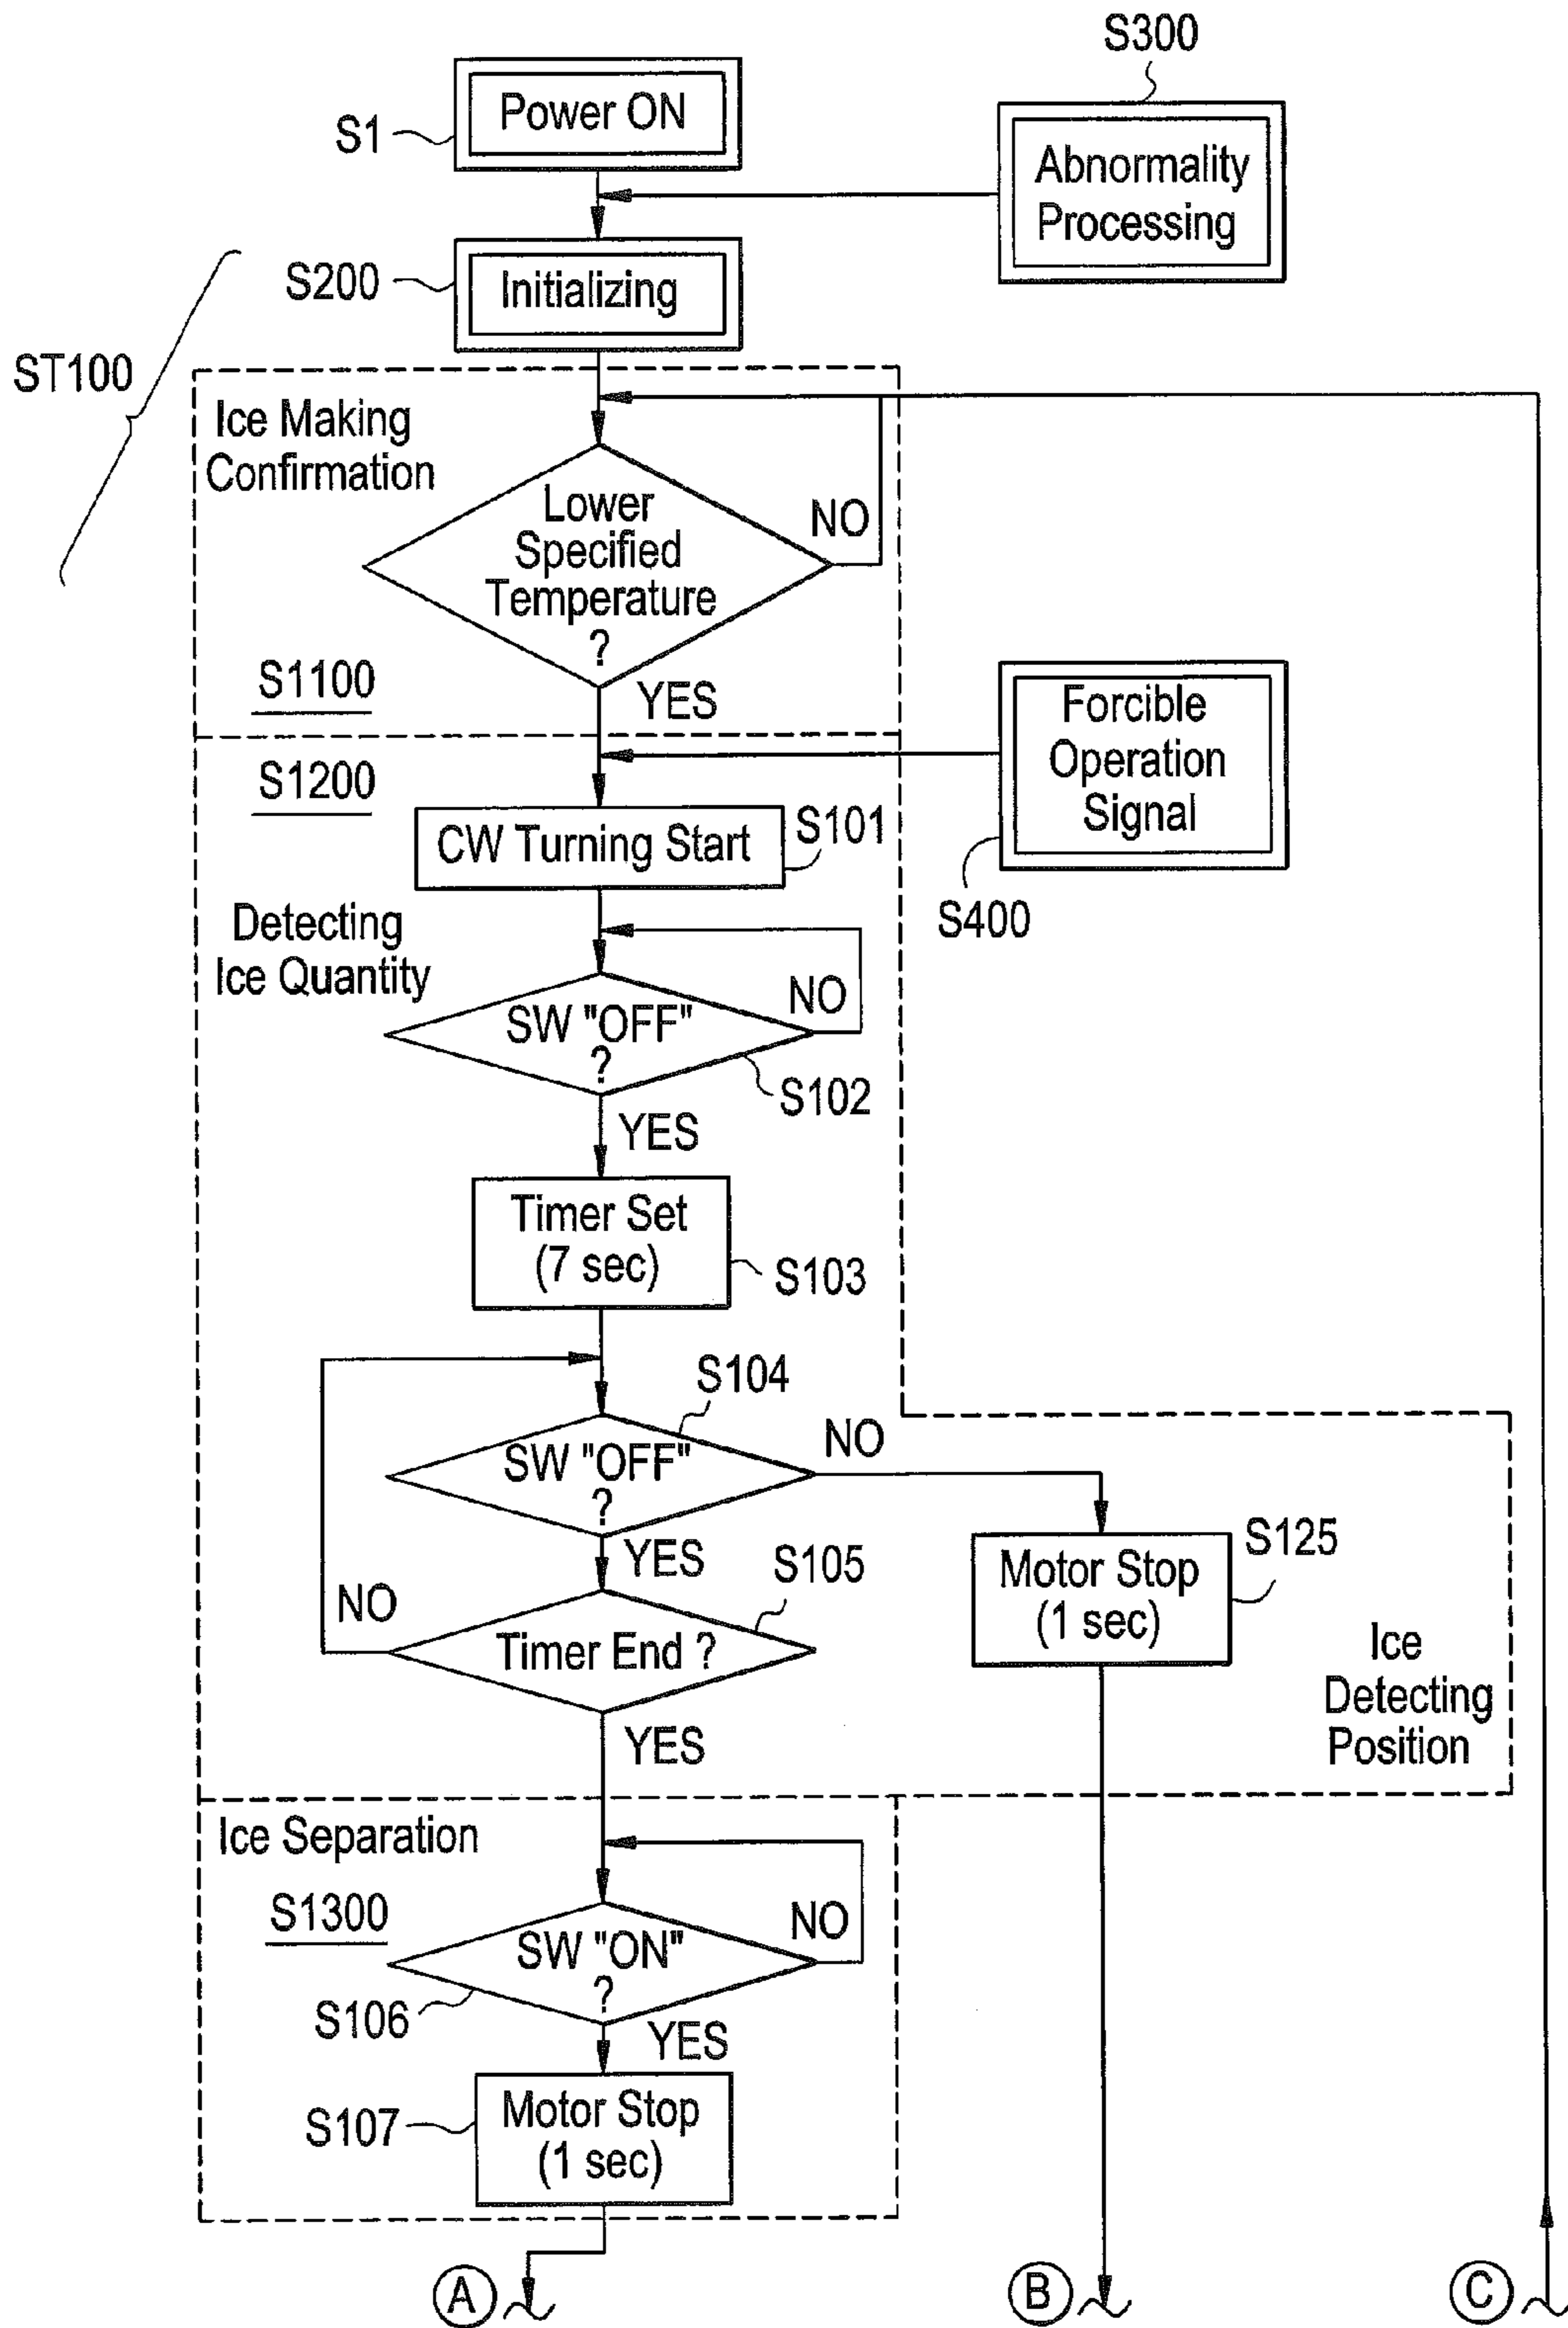 S300
Power ON
S1
Abnormality
Processing
S200
Initializing
ST100
Ice Making
Confirmation
Lower
Specified
Temperature
?
NO
S1100
YES
Forcible
Operation
Signal
S400
S1200
CW Turning Start
S101
Detecting
Ice Quantity
NO
SW "OFF"
?
S102
YES
Timer Set
(7 sec)
S103
S104
SW "OFF"
?
NO
YES
S105
NO
Timer End ?
YES
Motor Stop
(1 sec)
S125
Ice
Detecting
Position
Ice Separation
S1300
NO
SW "ON"
?
S106
YES
S107
Motor Stop
(1 sec)
A
B
C